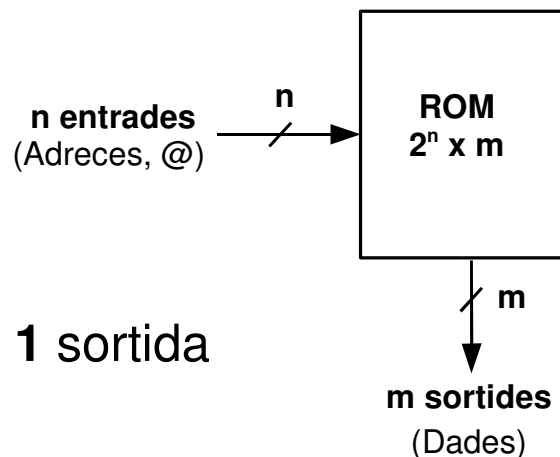 n entrades
(Adreces, @)
n
ROM
2ⁿ x m
m
1 sortida
m sortides
(Dades)